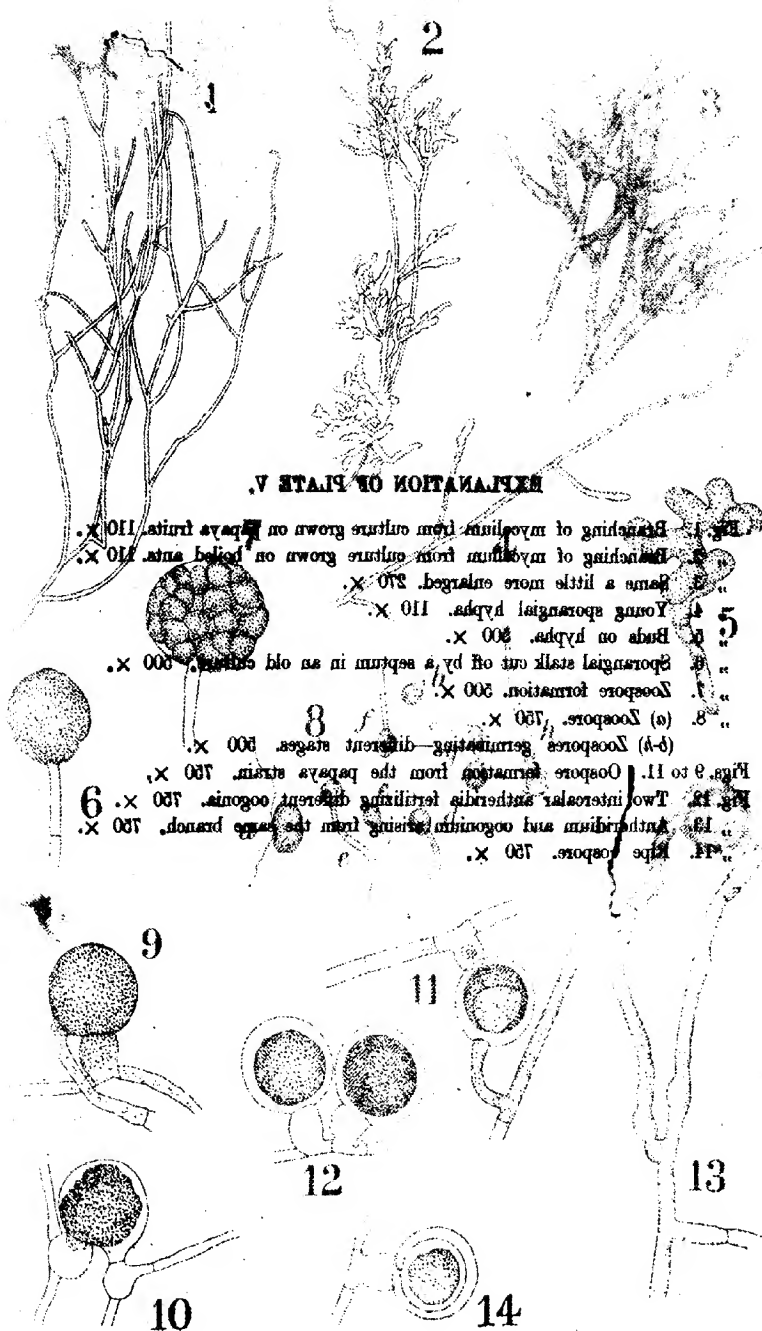 1
2
3
EXPLANATION OF PLATE V.
Fig. 1. Branching of mycelium from culture grown on papaya fruits. 110 ×.
„ 2. Branching of mycelium from culture grown on boiled ants. 110 ×.
„ 3. Same a little more enlarged. 270 ×.
„ 4. Young sporangial hypha. 110 ×.
„ 5. Buds on hypha. 500 ×.
„ 6. Sporangial stalk cut off by a septum in an old culture. 500 ×.
„ 7. Zoospore formation. 500 ×.
„ 8. (a) Zoospore. 750 ×.
(b-h) Zoospores germinating—different stages. 500 ×.
Figs. 9 to 11. Oospore formation from the papaya strain. 750 ×,
Fig. 12. Two intercalar antheridia fertilizing different oogonia. 750 ×.
„ 13. Antheridium and oogonium arising from the same branch. 750 ×.
„ 14. Ripe oospore. 750 ×.
7
5
8
f
h
6
e
9
11
12
13
10
14